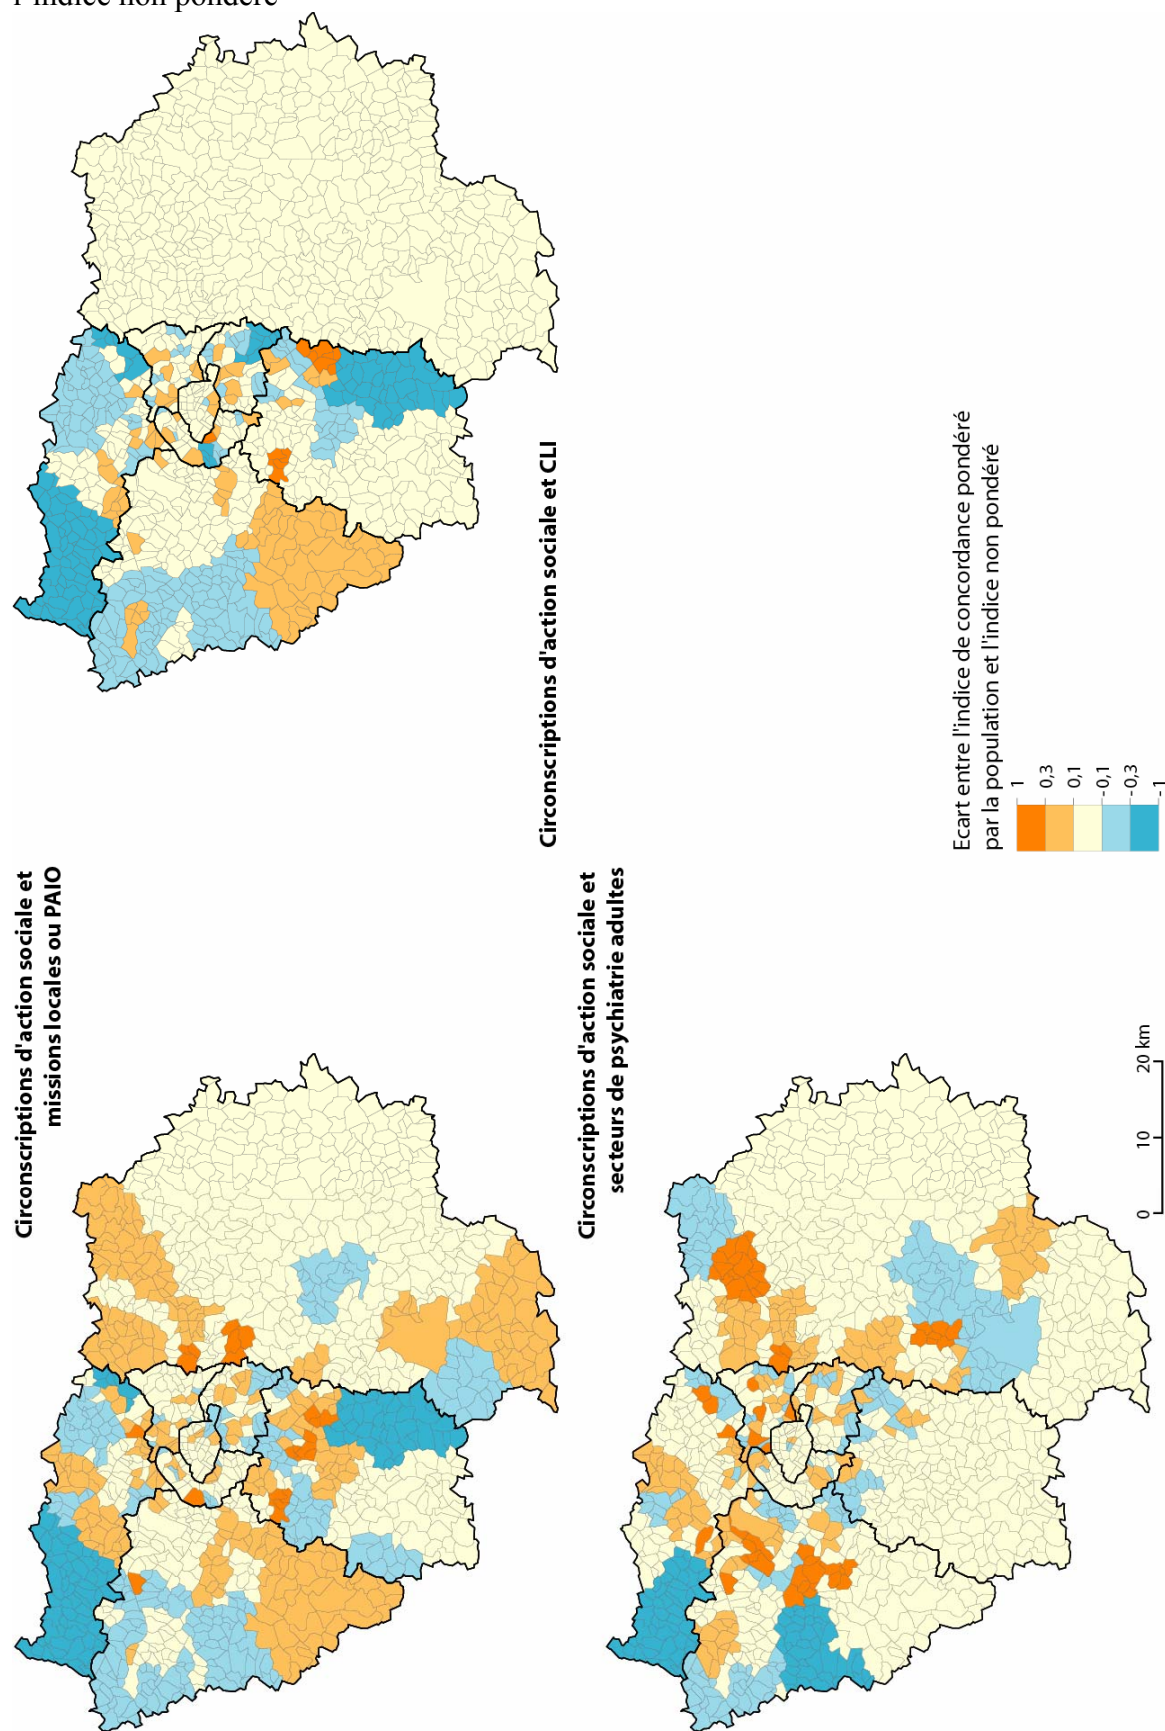 l'indice non pondéré
Circonscriptions d'action sociale et
missions locales ou PAIO
Circonscriptions d'action sociale et CLI
Circonscriptions d'action sociale et
secteurs de psychiatrie adultes
Ecart entre l'indice de concordance pondéré
par la population et l'indice non pondéré
1
0,3
0,1
-0,1
-0,3
-1
0 10 20 km